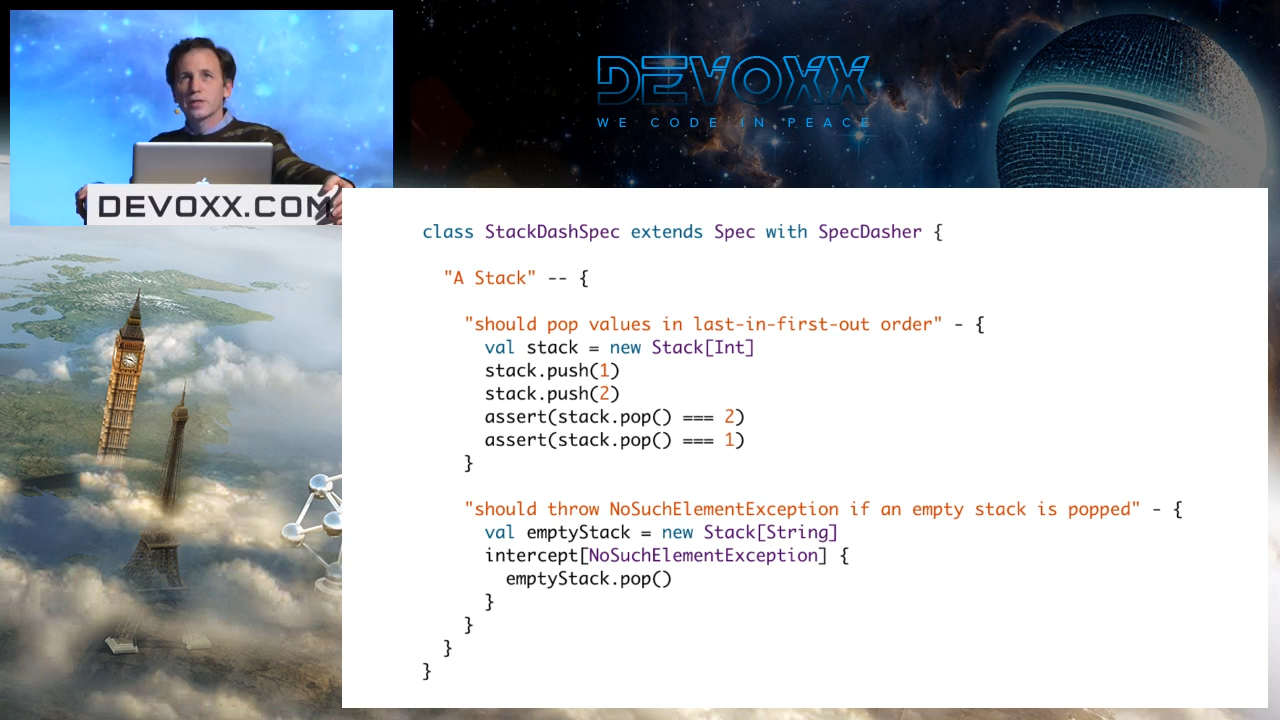 DEVOXX
WE CODE IN PEACE
DEVOXX.COM
class StackDashSpec extends Spec with SpecDasher {
"A Stack" -- {
"should pop values in last-in-first-out order" - {
val stack = new Stack[Int]
stack.push(1)
stack.push(2)
assert(stack.pop() === 2)
assert(stack.pop() === 1)
}
"should throw NoSuchElementException if an empty stack is popped" - {
val emptyStack = new Stack[String]
intercept[NoSuchElementException] {
emptyStack.pop()
}
}
}
}